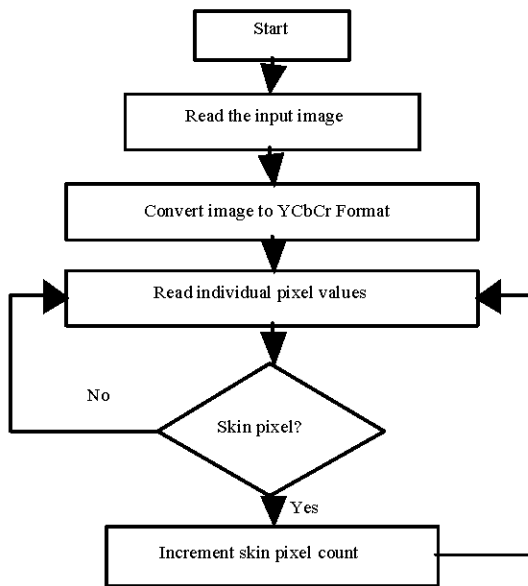 Start
Read the input image
Convert image to YCbCr Format
Read individual pixel values
No
Skin pixel?
Yes
Increment skin pixel count